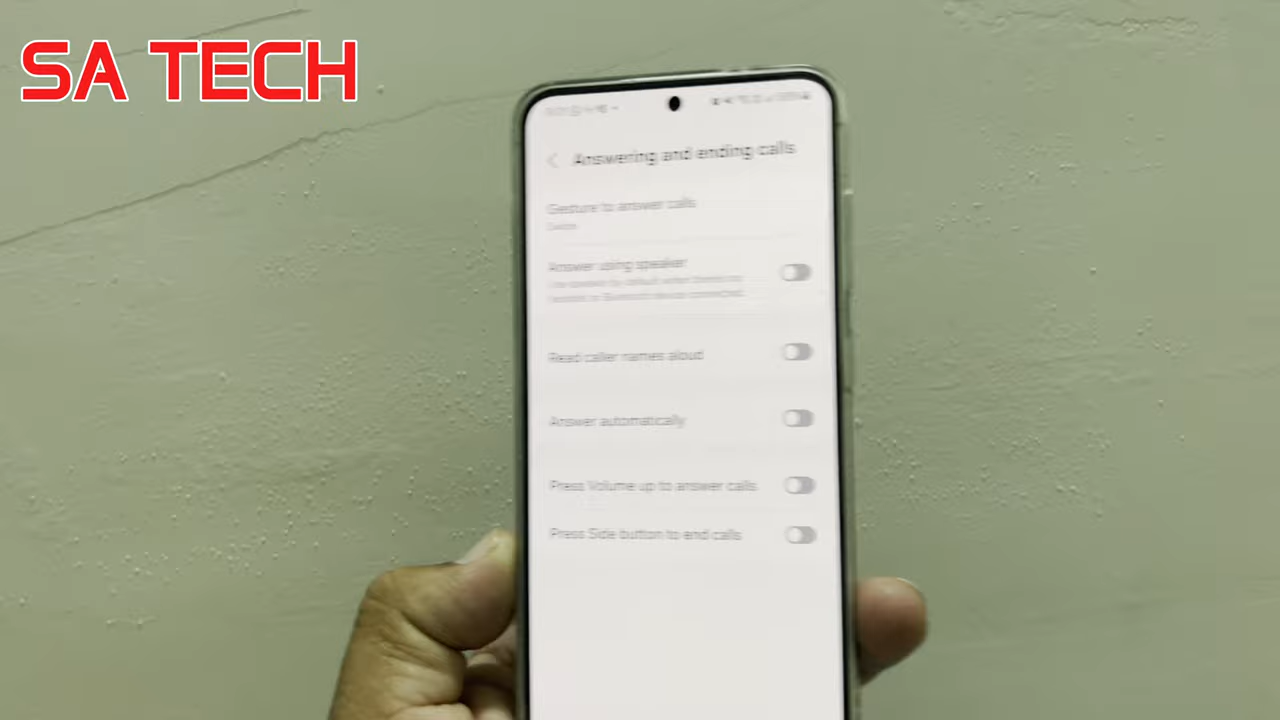 SA TECH
Answering and ending calls
Gesture to answer calls
Swipe
Answer using speaker
Read caller names aloud
Answer automatically
Press Volume up to answer calls
Press Side button to end calls